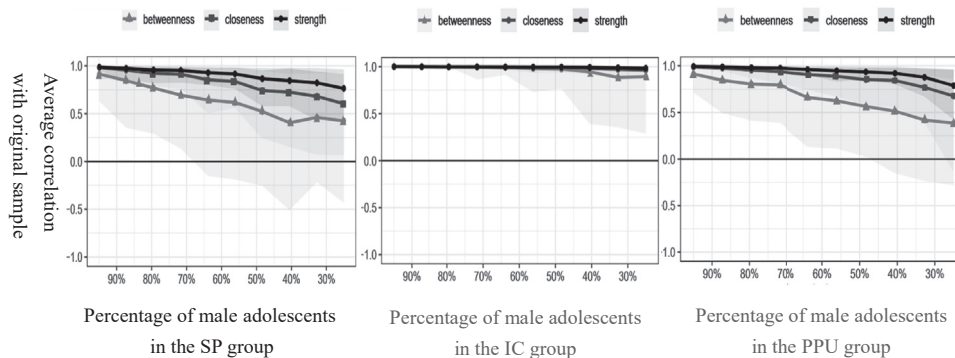 betweenness closeness strength
betweenness closeness strength
betweenness closeness strength
Average correlation
with original sample
1.0
0.5
0.0
-0.5
-1.0
90% 80% 70% 60% 50% 40% 30%
1.0
0.5
0.0
0.5
-1.0
90% 80% 70% 60% 50% 40% 30%
1.0
0.5
0.0
0.5
-1.0
90% 80% 70% 60% 50% 40% 30%
Percentage of male adolescents
in the SP group
Percentage of male adolescents
in the IC group
Percentage of male adolescents
in the PPU group